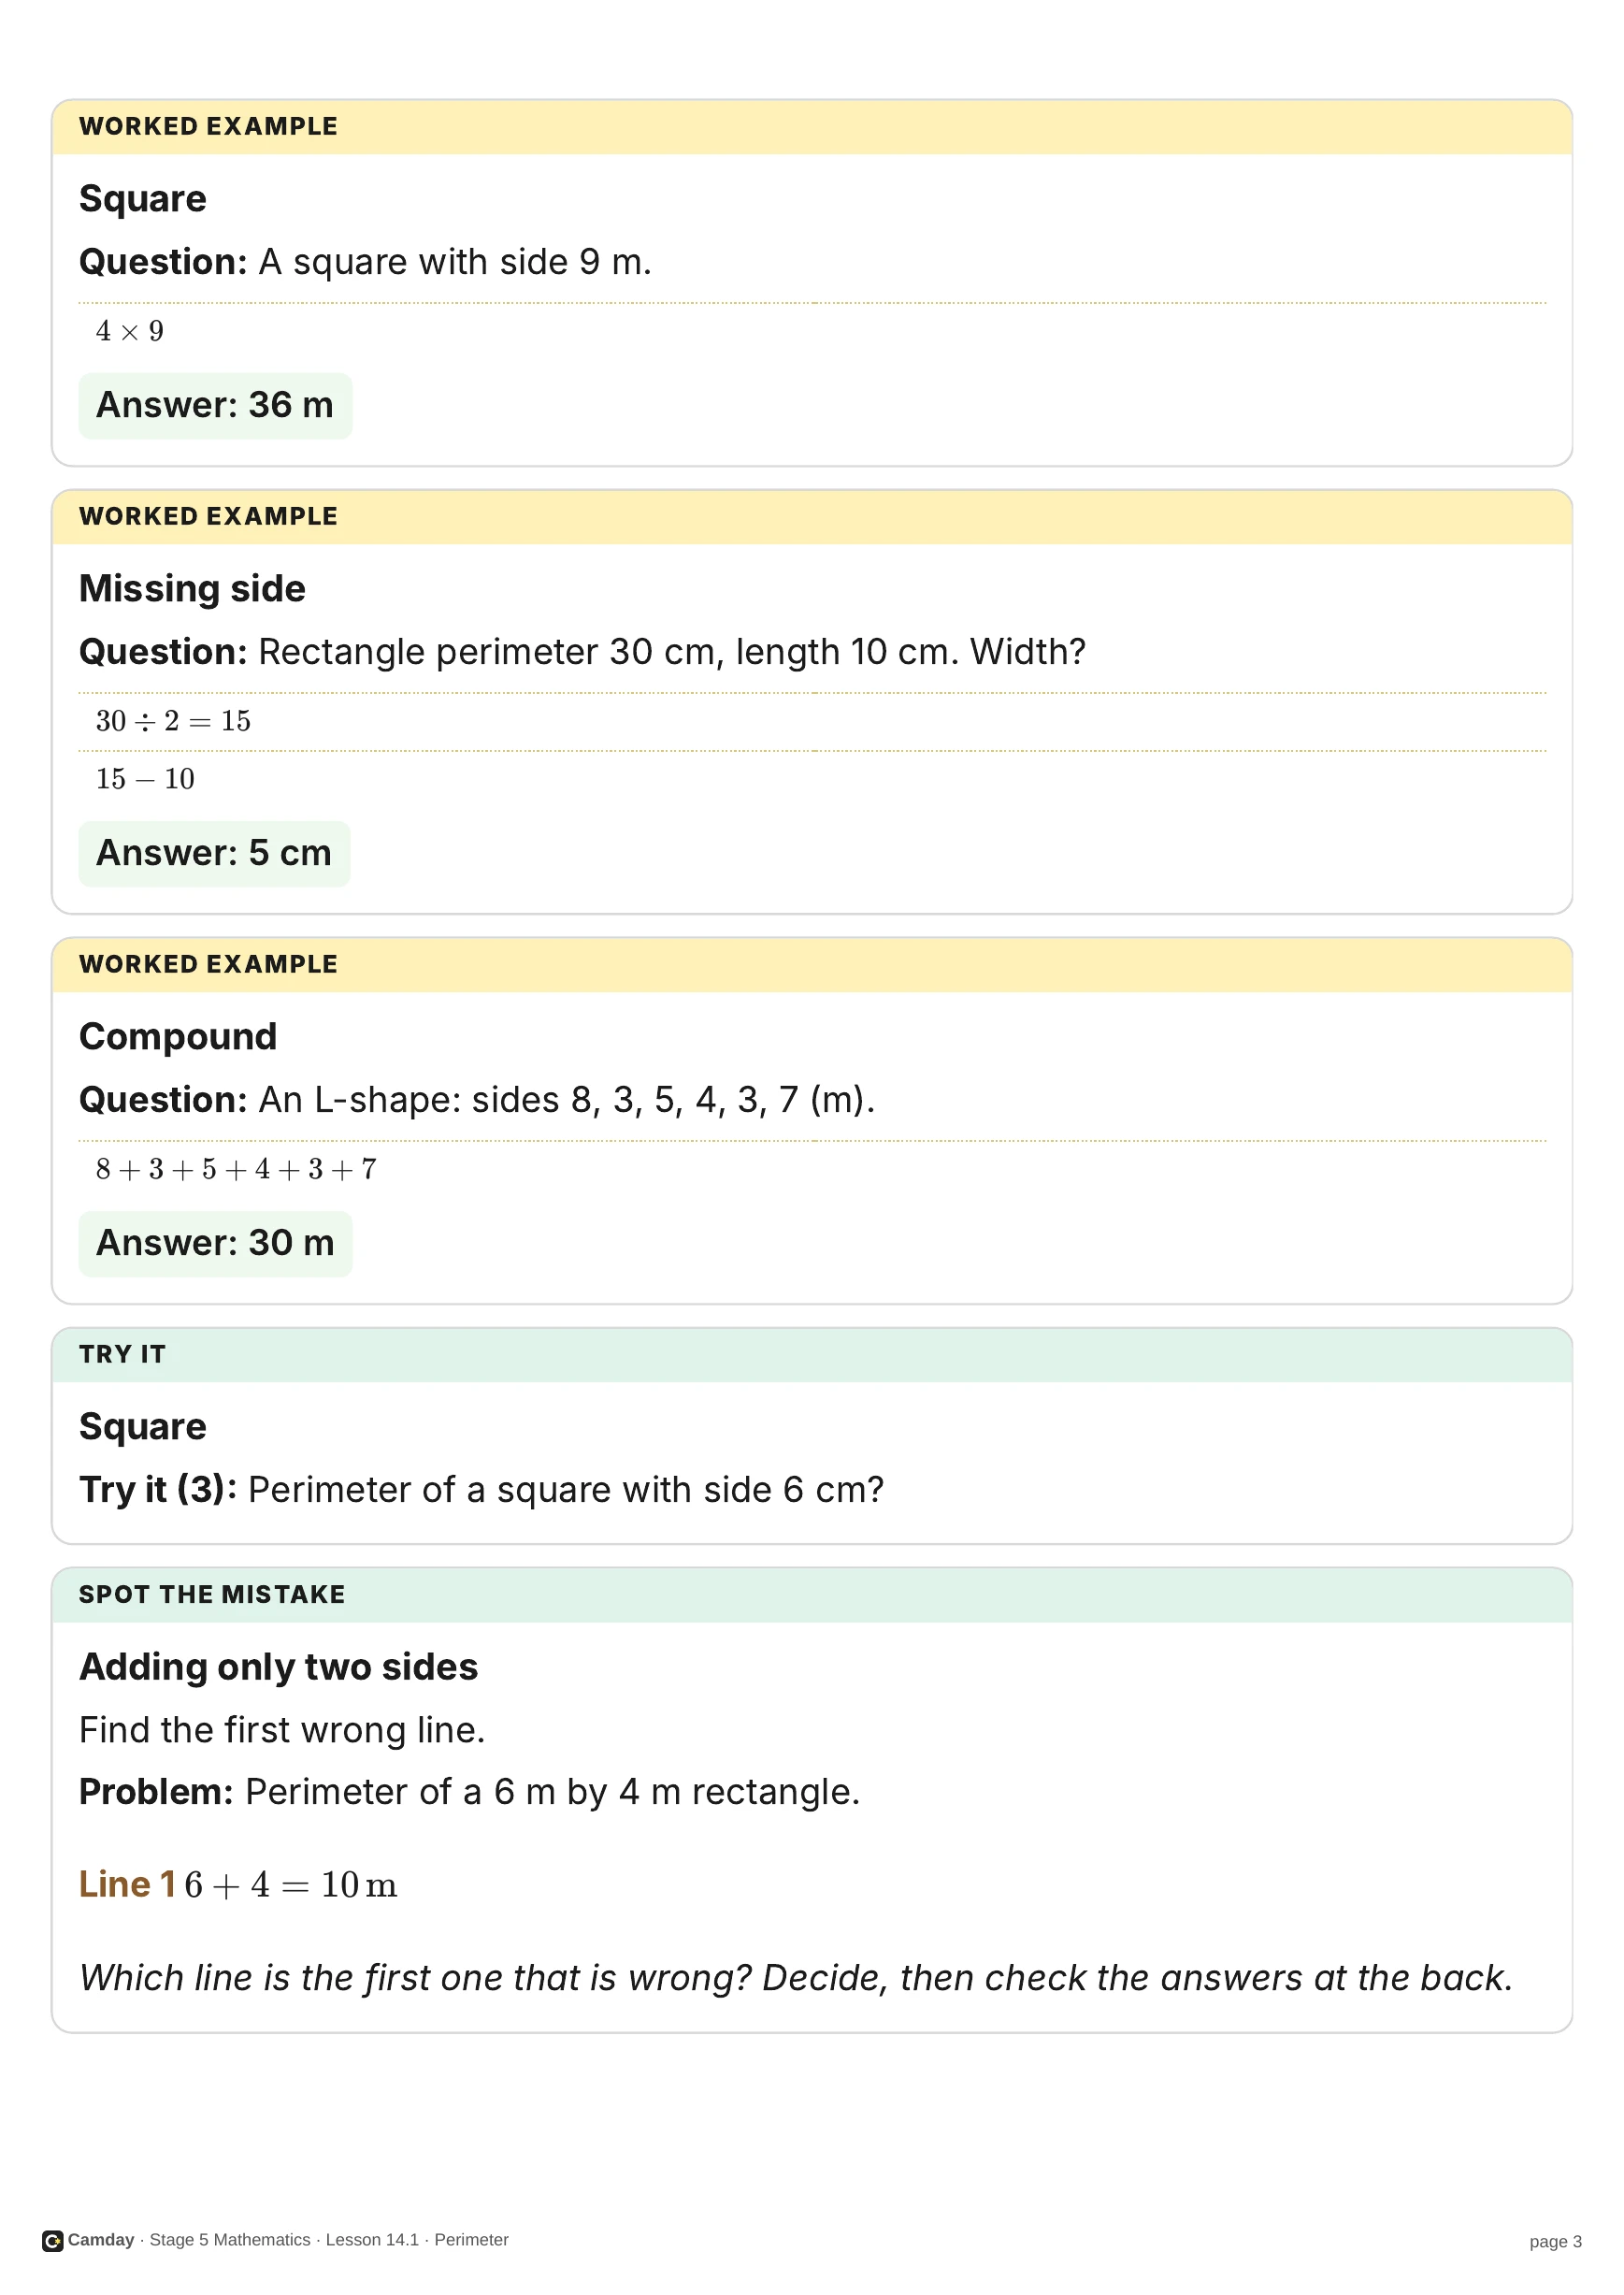 WORKED EXAMPLE
Square
Question: A square with side 9 m.
4 × 9
Answer: 36 m
WORKED EXAMPLE
Missing side
Question: Rectangle perimeter 30 cm, length 10 cm. Width?
30 ÷ 2 = 15
15 − 10
Answer: 5 cm
WORKED EXAMPLE
Compound
Question: An L-shape: sides 8, 3, 5, 4, 3, 7 (m).
8 + 3 + 5 + 4 + 3 + 7
Answer: 30 m
TRY IT
Square
Try it (3): Perimeter of a square with side 6 cm?
SPOT THE MISTAKE
Adding only two sides
Find the first wrong line.
Problem: Perimeter of a 6 m by 4 m rectangle.
Line 1 6 + 4 = 10 m
Which line is the first one that is wrong? Decide, then check the answers at the back.
Camday · Stage 5 Mathematics · Lesson 14.1 · Perimeter
page 3